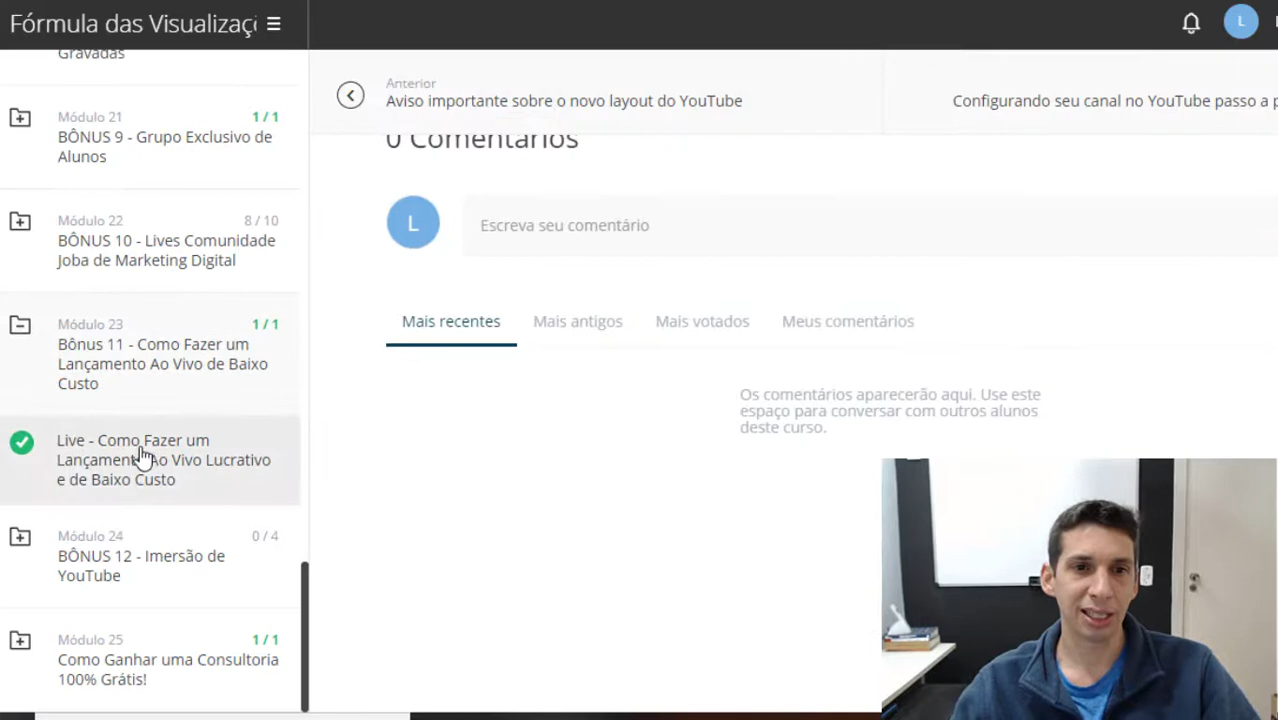 Fórmula das Visualizaç
L
Gravadas
Módulo 21
1 / 1
BÔNUS 9 - Grupo Exclusivo de
Alunos
Módulo 22
8 / 10
BÔNUS 10 - Lives Comunidade
Joba de Marketing Digital
Módulo 23
1 / 1
Bônus 11 - Como Fazer um
Lançamento Ao Vivo de Baixo
Custo
Live - Como Fazer um
Lançamento Ao Vivo Lucrativo
e de Baixo Custo
Módulo 24
0 / 4
BÔNUS 12 - Imersão de
YouTube
Módulo 25
1 / 1
Como Ganhar uma Consultoria
100% Grátis!
Anterior
Aviso importante sobre o novo layout do YouTube
Configurando seu canal no YouTube passo a p
0 Comentários
L
Escreva seu comentário
Mais recentes
Mais antigos
Mais votados
Meus comentários
Os comentários aparecerão aqui. Use este
espaço para conversar com outros alunos
deste curso.